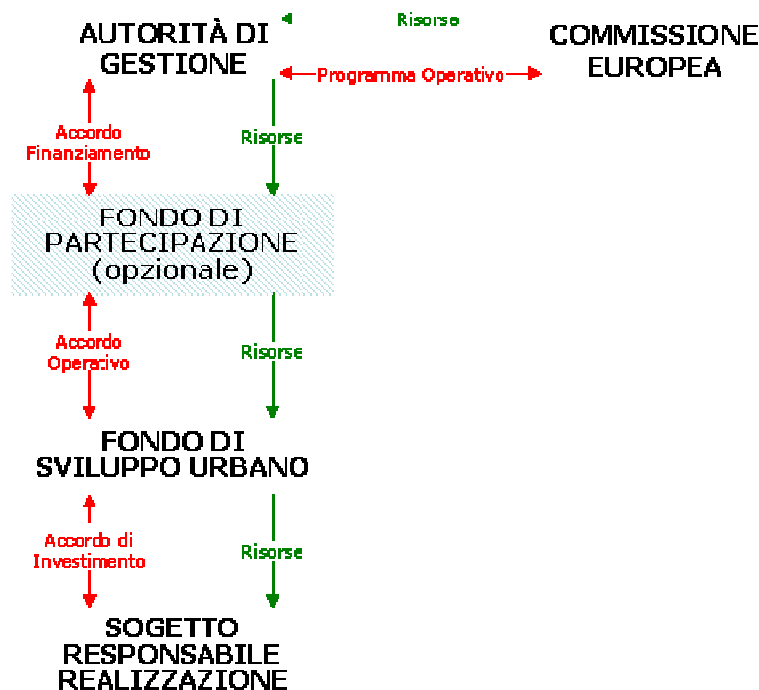 AUTORITÀ DI
GESTIONE
Risorse
COMMISSIONE
EUROPEA
Programma Operativo
Accordo
Finanziamento
Risorse
FONDO DI
PARTECIPAZIONE
(opzionale)
Accordo
Operativo
Risorse
FONDO DI
SVILUPPO URBANO
Accordo di
Investimento
Risorse
SOGETTO
RESPONSABILE
REALIZZAZIONE